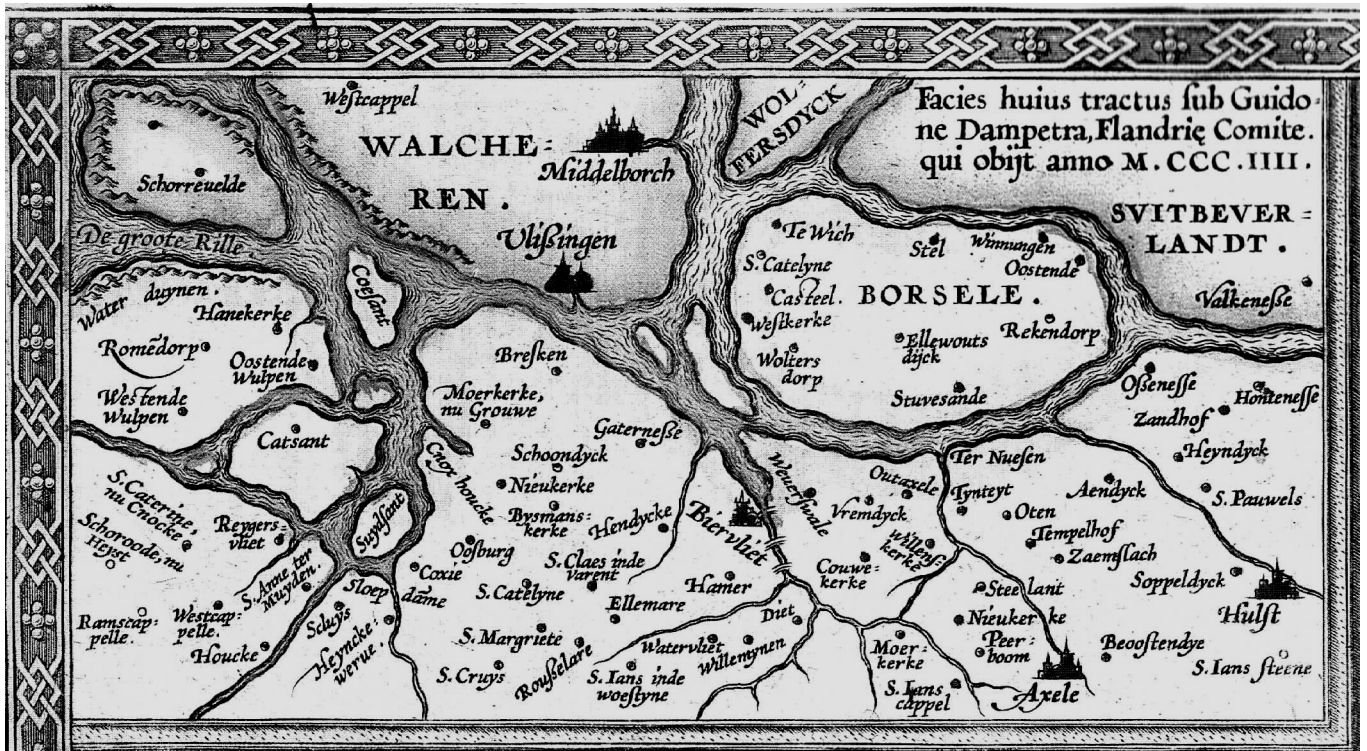 Facies huius tractus sub Guido-
ne Dampetra, Flandrię Comite.
qui obijt anno M.CCC.IIII.
Westcappel
WALCHE-
REN.
Middelborch
WOL-
FERSDYCK
Schorreuelde
De groote Rille
Vlißingen
SVITBEVER-
LANDT.
Te Wich
Stel
Winnungen
Oostende
S. Catelyne
Casteel.
BORSELE.
Valkeneße
Westkerke
Ellewouts
dijck
Rekendorp
Wolters
dorp
Stuvesande
Water duynen.
Coesant
Hanekerke
Romēdorp
Oostende
Wulpen
Westende
Wulpen
Bresken
Moerkerke,
nu Grouwe
Gaterneße
Catsant
Schoondyck
Cnox houcke
Nieukerke
Bysmans-
kerke
Hendycke
Biervliet
Weuerswale
Outaxele
Vremdyck
Willens-
kerke
Couwe-
kerke
Oßenesse
Hontenesse
Zandhof
Heyndyck
Ter Nuesen
Tynteyt
Aendyck
S. Pauwels
Oten
Tempelhof
Zaemslach
Soppeldyck
Hulst
S. Caterine,
nu Cnocke
Schoroode, nu
Heyst
Reygers-
vliet
Suylsant
S. Anne ter
Muyden.
Sloep
Oosburg
Coxie
dame
S. Claes inde
varent
S. Catelyne
Ellemare
Hamer
Diet
Steelant
Nieukerke
Peer-
boom
Beoostendye
S. Ians steene
Ramscap-
pelle.
Westcap-
pelle.
Houcke
Scluys
Heyncke-
werue.
S. Margriete
S. Cruys
Rousselare
Watervliet
S. Ians inde
woestyne
Willemynen
Moer-
kerke
S. Ians
cappel
Axele